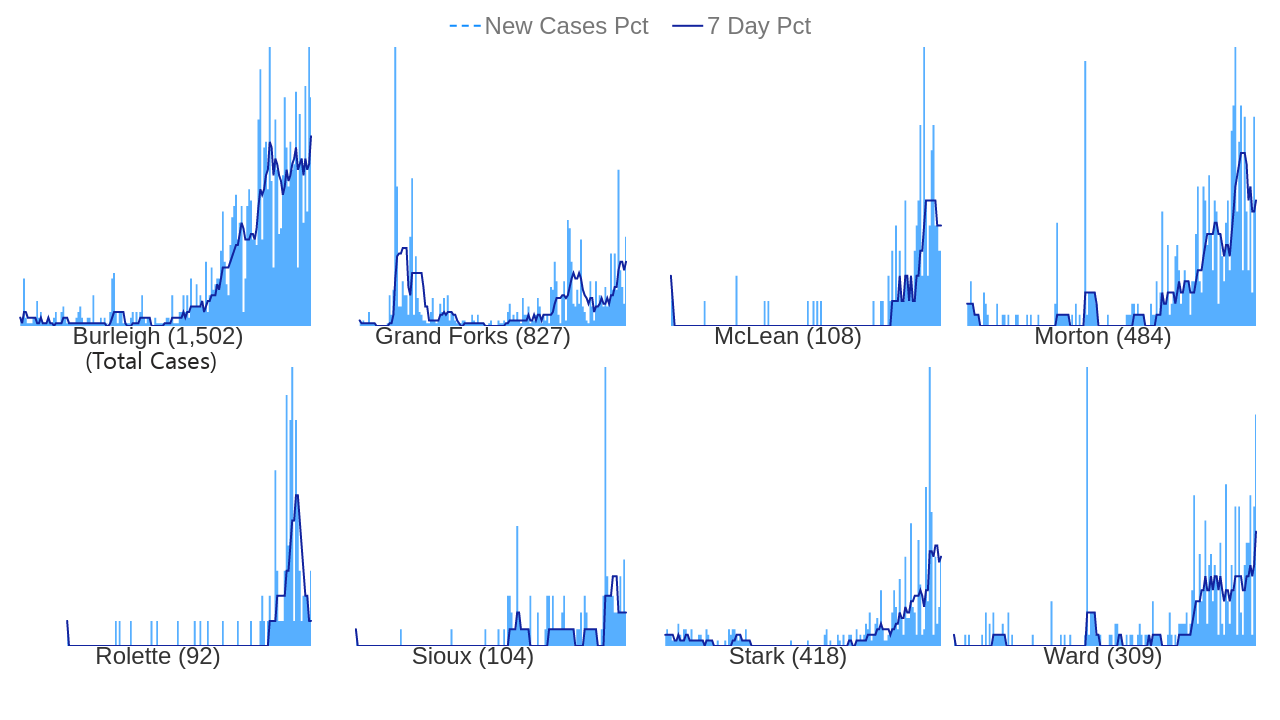 New Cases Pct 7 Day Pct
Burleigh (1,502)
(Total Cases)
Grand Forks (827)
McLean (108)
Morton (484)
Rolette (92)
Sioux (104)
Stark (418)
Ward (309)